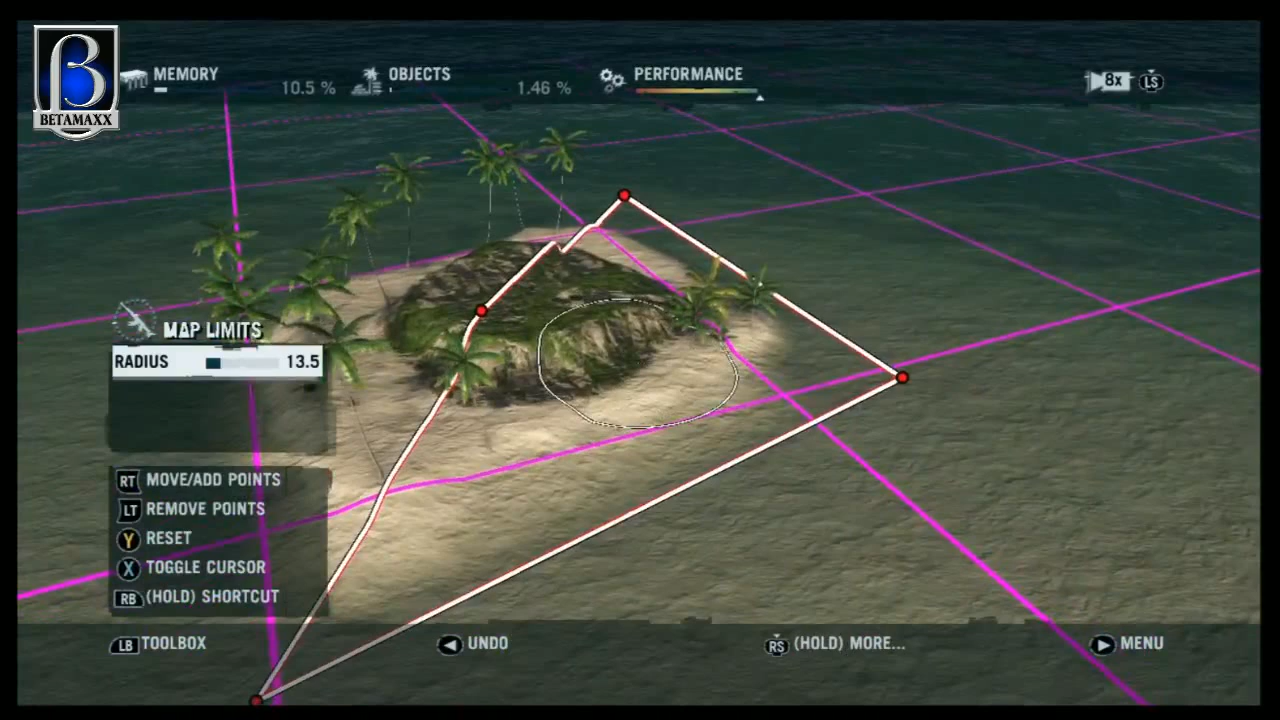 β
BETAMAXX
MEMORY 10.5 %
OBJECTS 1.46 %
PERFORMANCE
8x LS
MAP LIMITS
RADIUS 13.5
RT MOVE/ADD POINTS
LT REMOVE POINTS
Y RESET
X TOGGLE CURSOR
RB (HOLD) SHORTCUT
LB TOOLBOX
UNDO
RS (HOLD) MORE...
MENU